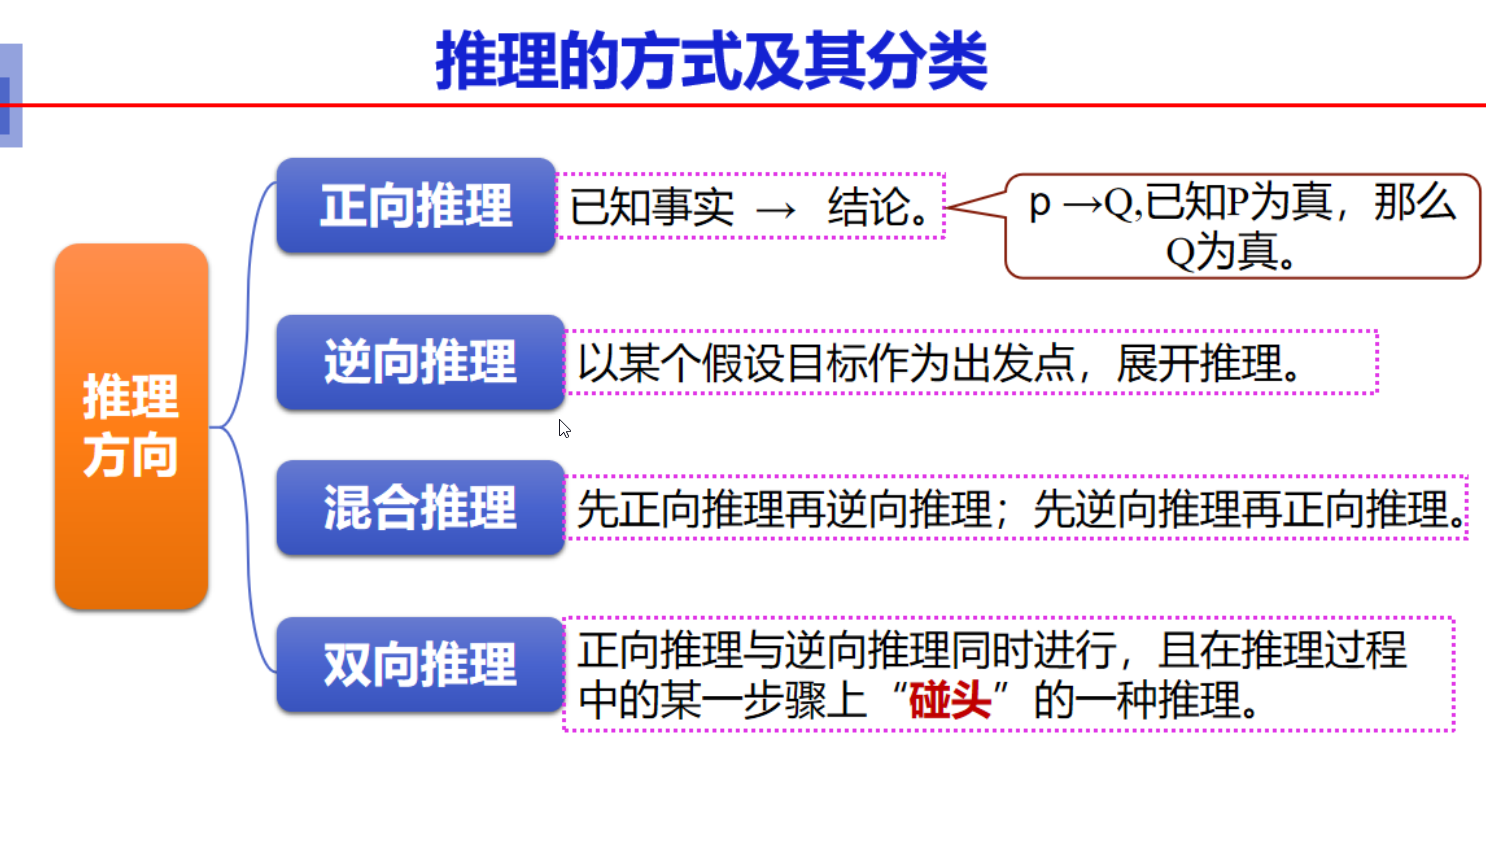 推理的方式及其分类
推理
方向
正向推理
已知事实 → 结论。
p →Q,已知P为真，那么
Q为真。
逆向推理
以某个假设目标作为出发点，展开推理。
混合推理
先正向推理再逆向推理；先逆向推理再正向推理。
双向推理
正向推理与逆向推理同时进行，且在推理过程
中的某一步骤上“碰头”的一种推理。